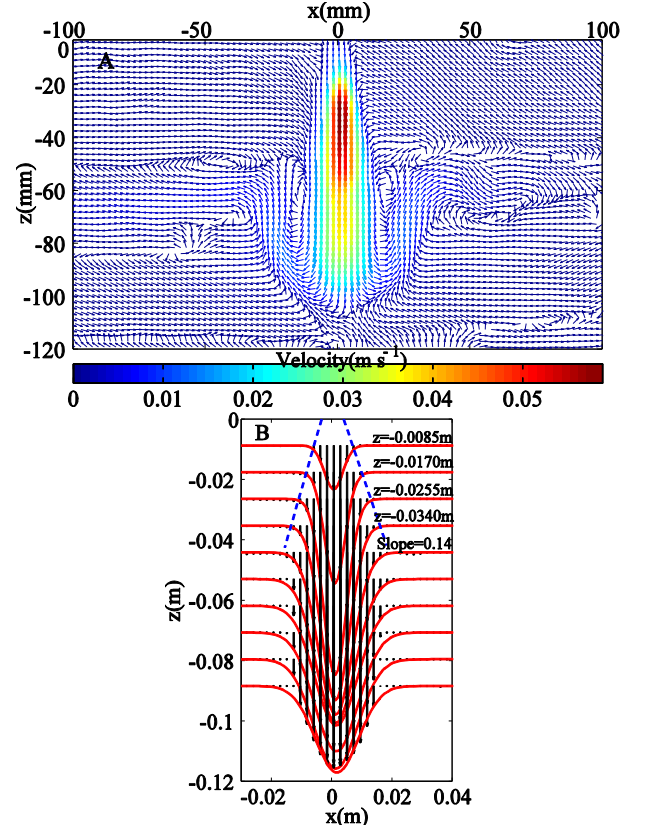 x(mm)
-100 -50 0 50 100
A
0
-20
-40
-60
-80
-100
-120
z(mm)
Velocity(m s⁻¹)
0 0.01 0.02 0.03 0.04 0.05
B
0
-0.02
-0.04
-0.06
-0.08
-0.1
-0.12
z(m)
z=-0.0085m
z=-0.0170m
z=-0.0255m
z=-0.0340m
Slope=0.14
-0.02 0 0.02 0.04
x(m)